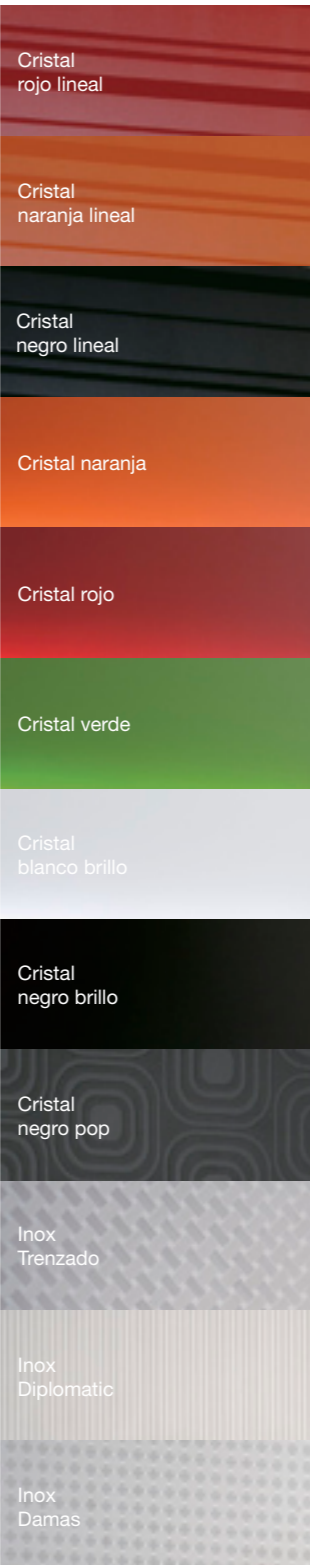 Cristal
rojo lineal
Cristal
naranja lineal
Cristal
negro lineal
Cristal naranja
Cristal rojo
Cristal verde
Cristal
blanco brillo
Cristal
negro brillo
Cristal
negro pop
Inox
Trenzado
Inox
Diplomatic
Inox
Damas